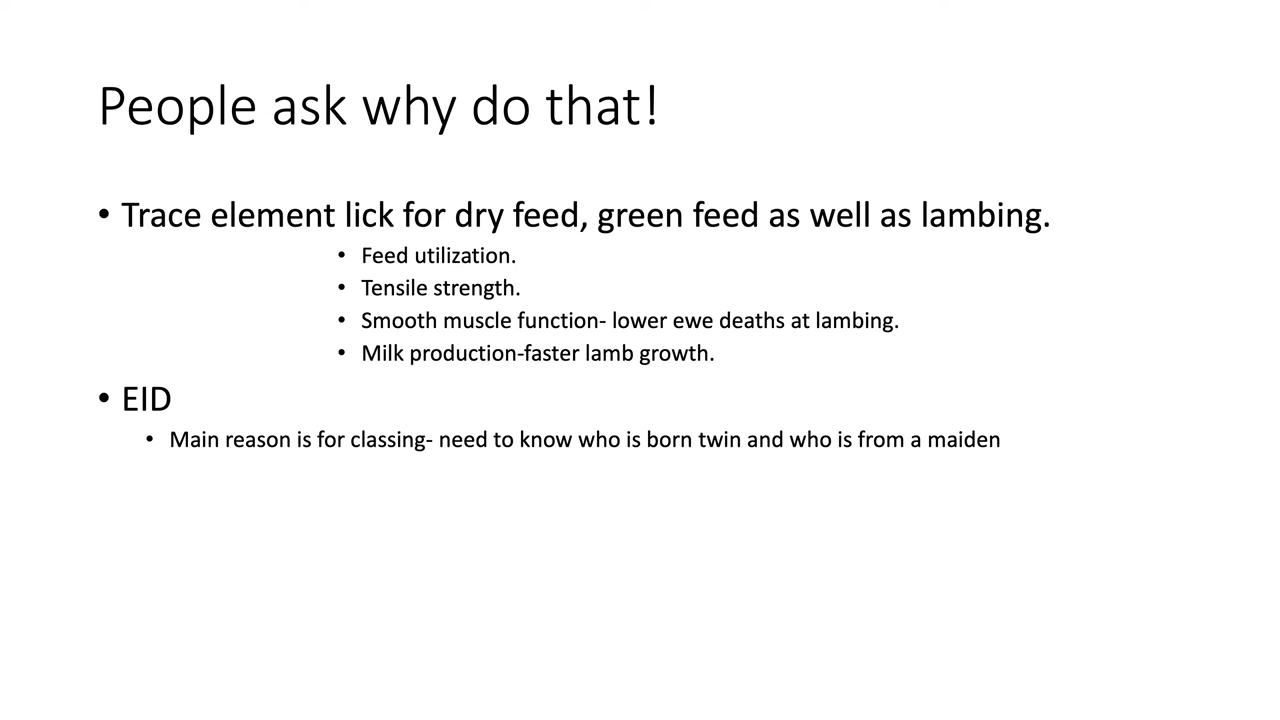 People ask why do that!
• Trace element lick for dry feed, green feed as well as lambing.
• Feed utilization.
• Tensile strength.
• Smooth muscle function- lower ewe deaths at lambing.
• Milk production-faster lamb growth.
• EID
• Main reason is for classing- need to know who is born twin and who is from a maiden